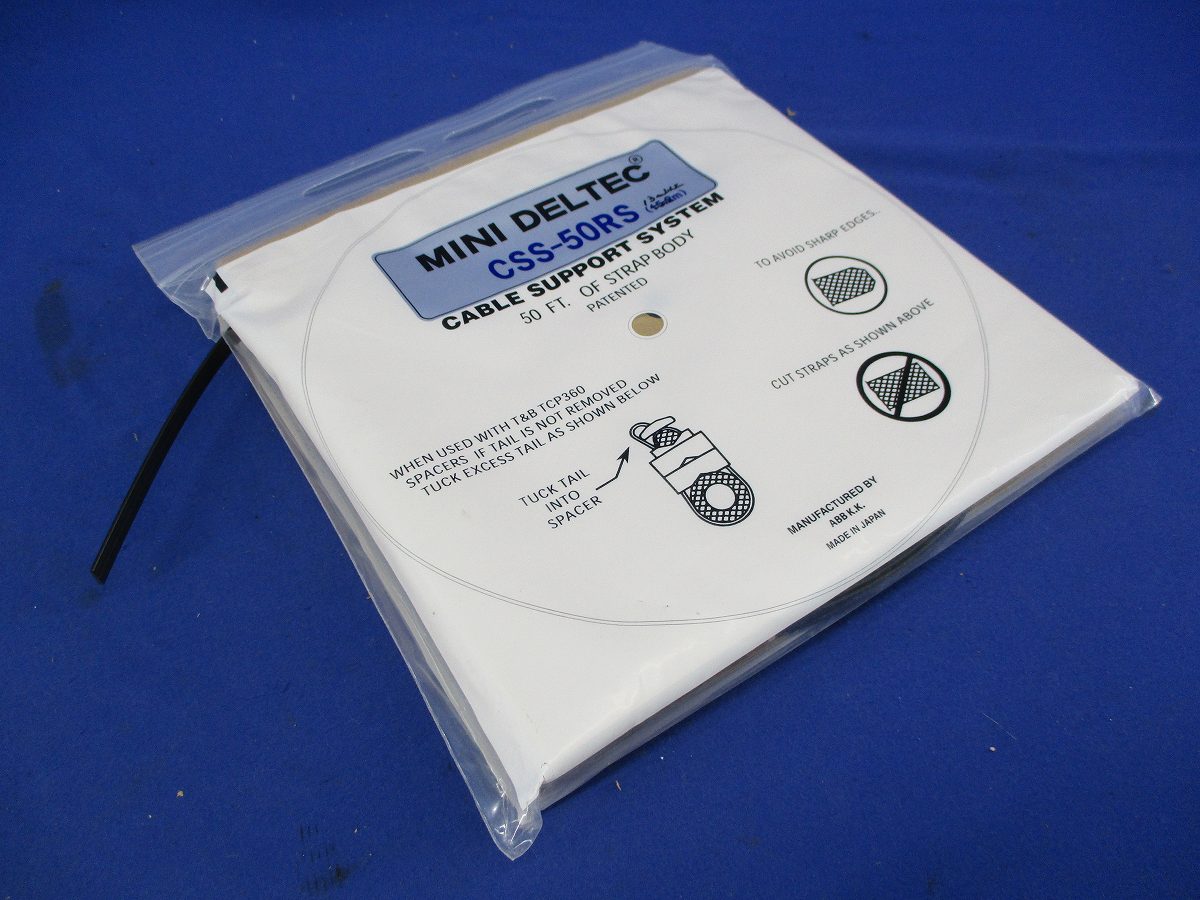 MINI DELTEC®
CSS-50RS
CABLE SUPPORT SYSTEM
50 FT. OF STRAP BODY
PATENTED
TO AVOID SHARP EDGES..
CUT STRAPS AS SHOWN ABOVE
WHEN USED WITH T&B TCP360
SPACERS IF TAIL IS NOT REMOVED
TUCK EXCESS TAIL AS SHOWN BELOW
TUCK TAIL
INTO
SPACER
MANUFACTURED BY
ABB K.K.
MADE IN JAPAN